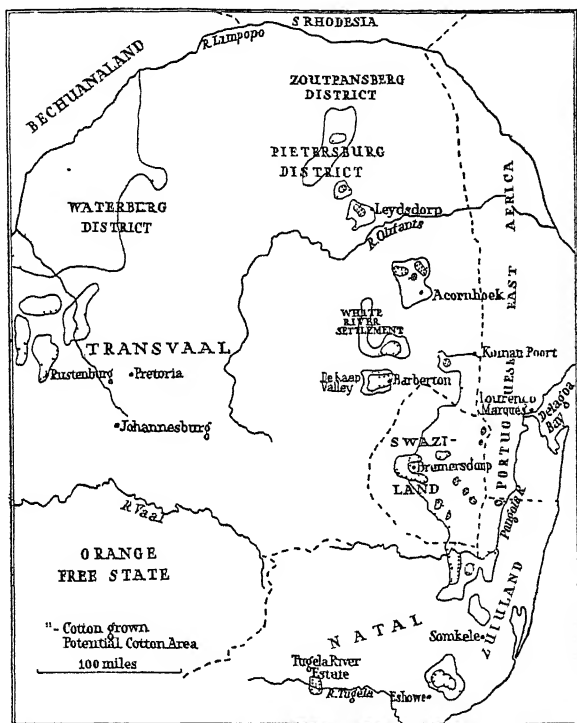 S RHODESIA
R. Limpopo
BECHUANALAND
ZOUTPANSBERG
DISTRICT
PIETERSBURG
DISTRICT
Leydsdorp
WATERBERG
DISTRICT
R. Olifants
PORTUGUESE EAST AFRICA
Acornhoek
WHITE
RIVER
SETTLEMENT
TRANSVAAL
Komati Poort
Rustenburg
Pretoria
De Kaap
Valley
Barberton
Lourenco
Marques
Delagoa
Bay
Johannesburg
SWAZI-
LAND
Bremersdorp
R. Vaal
Pongola R
ORANGE
FREE STATE
"- Cotton grown
Potential Cotton Area
100 miles
NATAL
ZULULAND
Somkele
Tugela River
Estate
R. Tugela
Eshowe